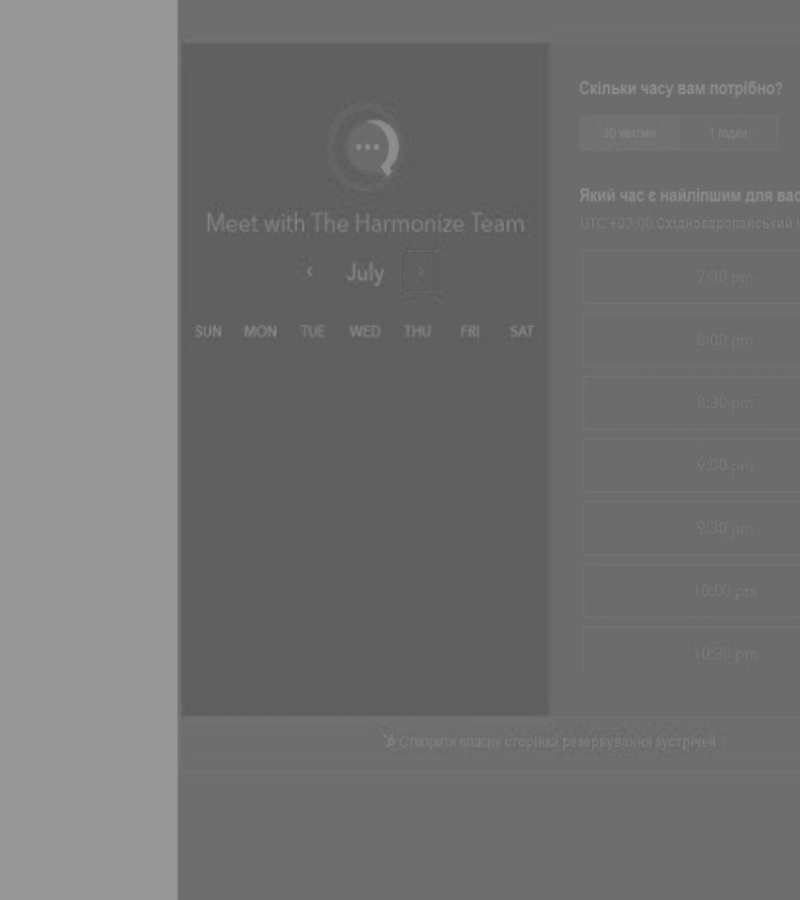 Meet with The Harmonize Team
July
SUN MON TUE WED THU FRI SAT
Скільки часу вам потрібно?
30 хвилин 1 годин
Який час є найліпшим для вас
UTC +03:00 Східноєвропейський
7:30 pm
8:00 pm
8:30 pm
9:00 pm
9:30 pm
10:00 pm
10:30 pm
Створити власну сторінка резервування зустрічей